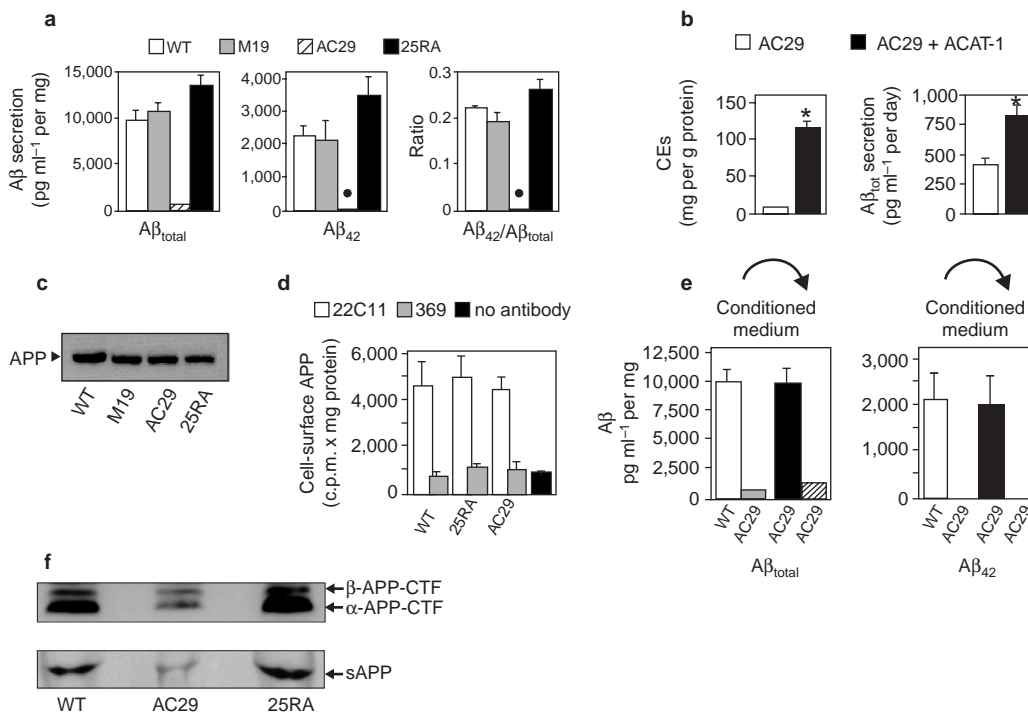 a
WT M19 AC29 25RA
Aβ secretion
(pg ml⁻¹ per mg)
15,000
10,000
5,000
0
Aβtotal
4,000
3,000
2,000
1,000
0
Aβ42
Ratio
0.3
0.2
0.1
0
Aβ42/Aβtotal
b
AC29 AC29 + ACAT-1
CEs
(mg per g protein)
150
100
50
0
*
Aβtot secretion
(pg ml⁻¹ per day)
1,000
750
500
250
0
*
c
APP
WT M19 AC29 25RA
d
22C11 369 no antibody
Cell-surface APP
(c.p.m. x mg protein)
6,000
4,000
2,000
0
WT 25RA AC29
e
Conditioned
medium
Aβ
pg ml⁻¹ per mg
12,500
10,000
7,500
5,000
2,500
0
WT AC29 AC29 AC29
Aβtotal
Conditioned
medium
3,000
2,000
1,000
0
WT AC29 AC29 AC29
Aβ42
f
β-APP-CTF
α-APP-CTF
sAPP
WT AC29 25RA